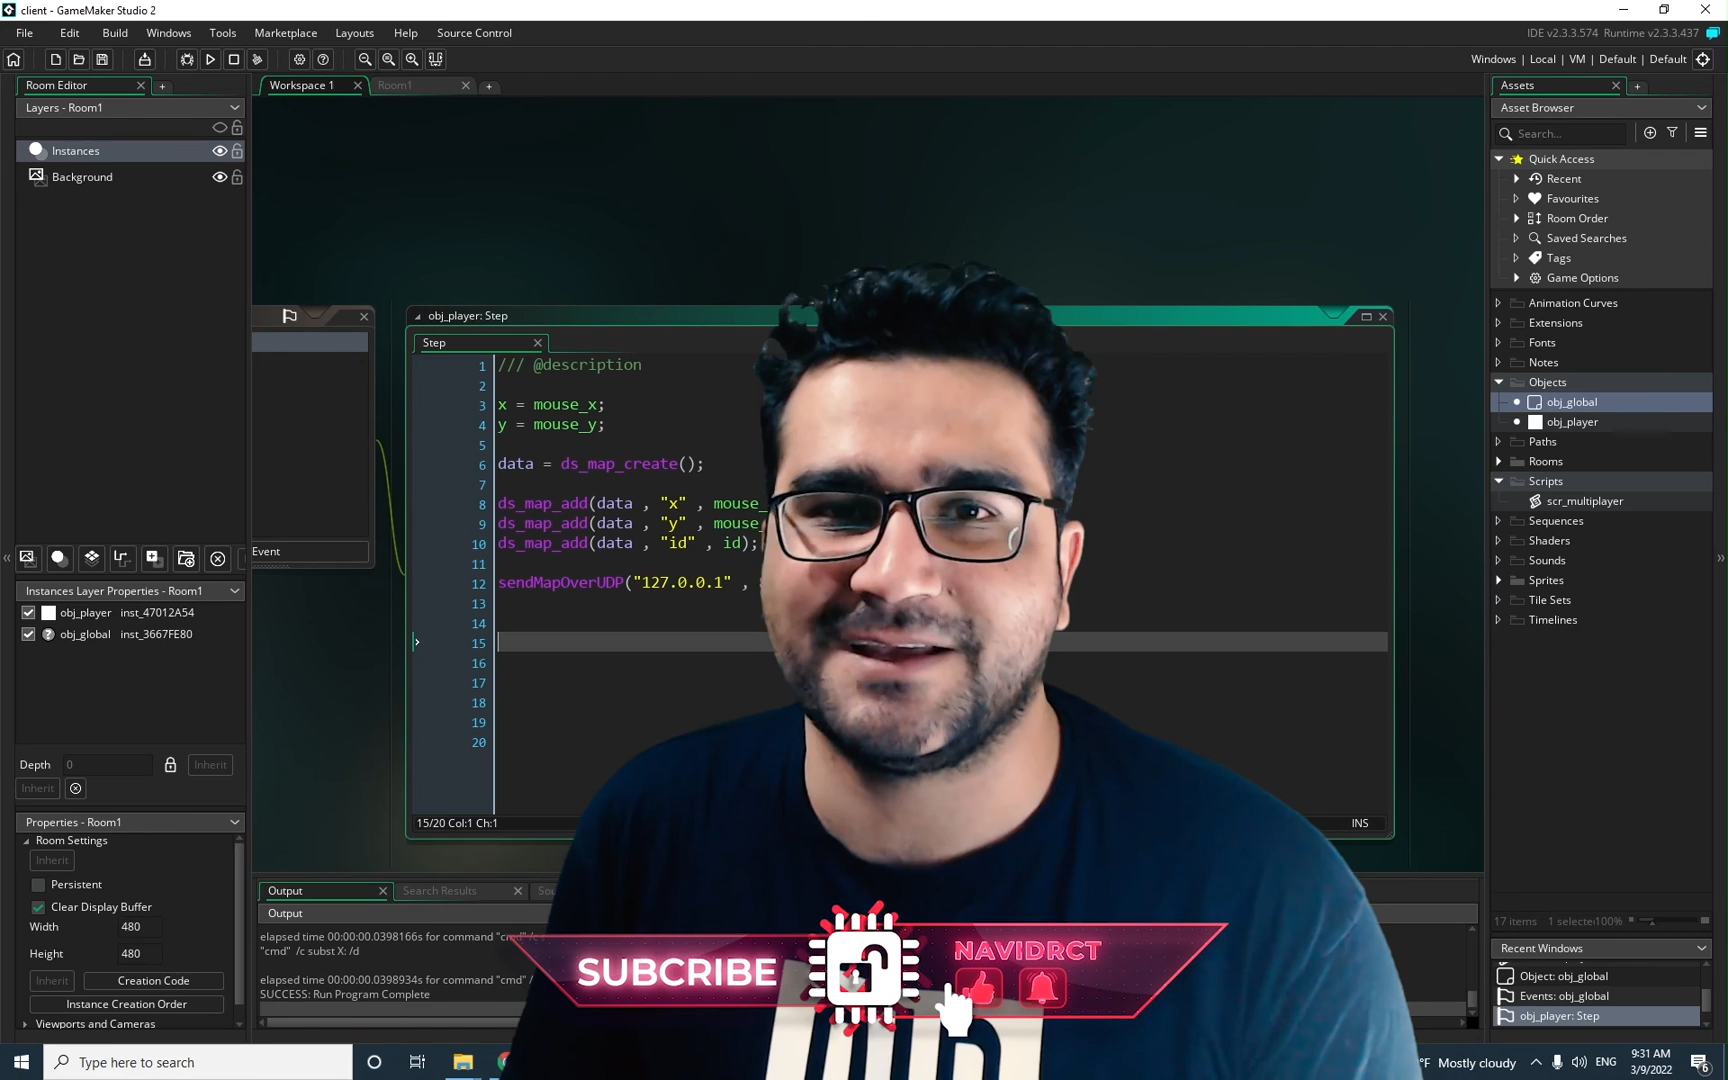 client - GameMaker Studio 2
File Edit Build Windows Tools Marketplace Layouts Help Source Control
IDE v2.3.3.574 Runtime v2.3.3.437
Windows | Local | VM | Default | Default
Room Editor
Workspace 1
Room1
Assets
Layers - Room1
Asset Browser
Search...
Instances
Background
Quick Access
Recent
Favourites
Room Order
Saved Searches
Tags
Game Options
Animation Curves
Extensions
Fonts
Notes
Objects
obj_global
obj_player
Paths
Rooms
Scripts
scr_multiplayer
Sequences
Shaders
Sounds
Sprites
Tile Sets
Timelines
obj_player: Step
Step
1 /// @description
2
3 x = mouse_x;
4 y = mouse_y;
5
6 data = ds_map_create();
7
8 ds_map_add(data , "x" , mouse_
9 ds_map_add(data , "y" , mouse_
10 ds_map_add(data , "id" , id);
11
12 sendMapOverUDP("127.0.0.1" ,
13
14
15
16
17
18
19
20
15/20 Col:1 Ch:1
INS
Event
Instances Layer Properties - Room1
obj_player inst_47012A54
obj_global inst_3667FE80
Depth 0 Inherit
Inherit
Properties - Room1
Room Settings
Inherit
Persistent
Clear Display Buffer
Width 480
Height 480
Inherit Creation Code
Instance Creation Order
Viewports and Cameras
Output
Search Results
Sou
Output
elapsed time 00:00:00.0398166s for command "cmd" /c s
"cmd" /c subst X: /d
elapsed time 00:00:00.0398934s for command "cmd" /
SUCCESS: Run Program Complete
17 items 1 selected 100%
Recent Windows
Object: obj_global
Events: obj_global
obj_player: Step
SUBCRIBE
NAVIDRCT
Type here to search
°F Mostly cloudy
ENG
9:31 AM
3/9/2022
6